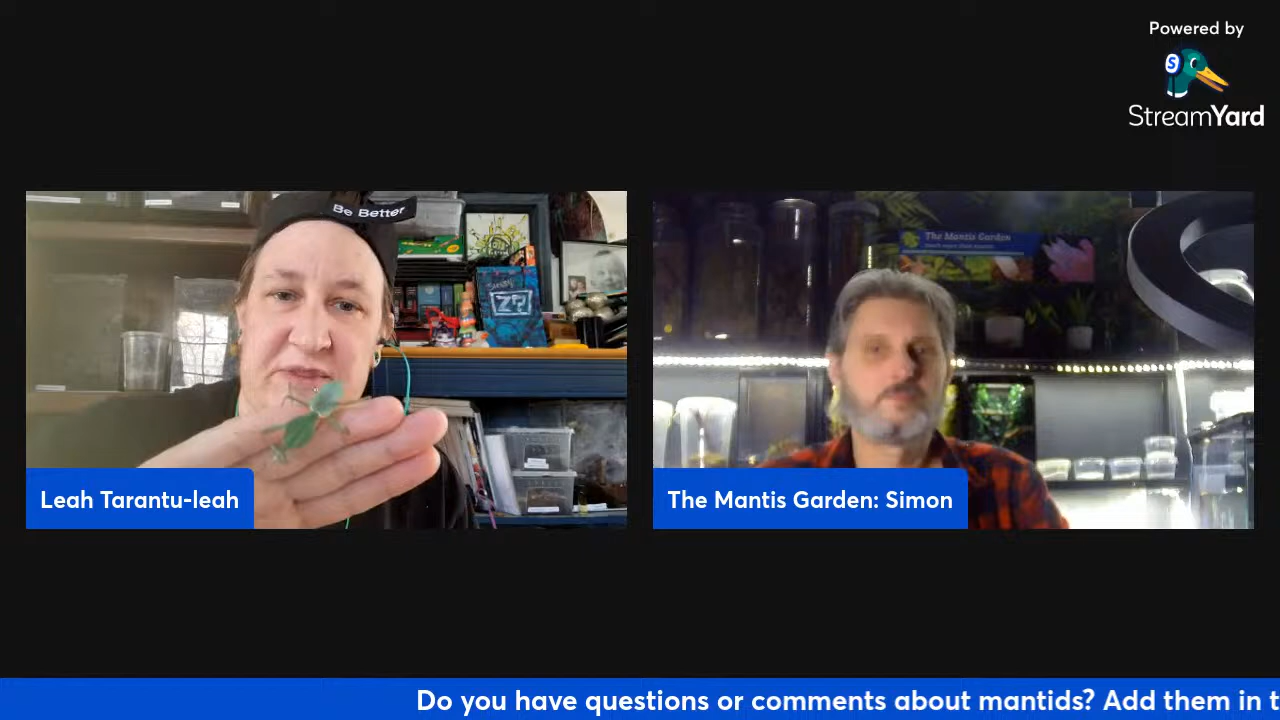 Powered by
S
StreamYard
Be Better
Z?
The Mantis Garden
Leah Tarantu-leah
The Mantis Garden: Simon
Do you have questions or comments about mantids? Add them in t